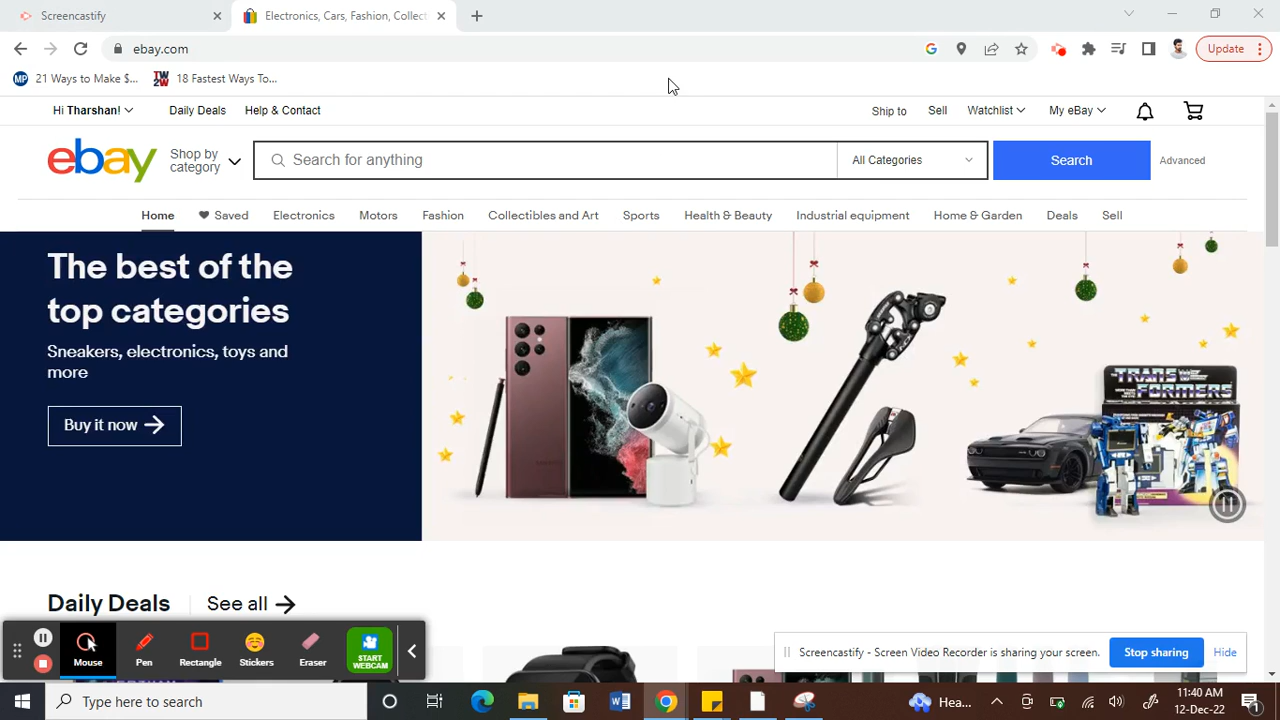 Screencastify
Electronics, Cars, Fashion, Collect
ebay.com
Update
21 Ways to Make $...
18 Fastest Ways To...
Hi Tharshan!
Daily Deals
Help & Contact
Ship to
Sell
Watchlist
My eBay
ebay
Shop by
category
Search for anything
All Categories
Search
Advanced
Home
Saved
Electronics
Motors
Fashion
Collectibles and Art
Sports
Health & Beauty
Industrial equipment
Home & Garden
Deals
Sell
The best of the
top categories
Sneakers, electronics, toys and
more
Buy it now
TRANSFORMERS
Daily Deals
See all
Mouse
Pen
Rectangle
Stickers
Eraser
START
WEBCAM
Screencastify - Screen Video Recorder is sharing your screen.
Stop sharing
Hide
Type here to search
Hea...
11:40 AM
12-Dec-22